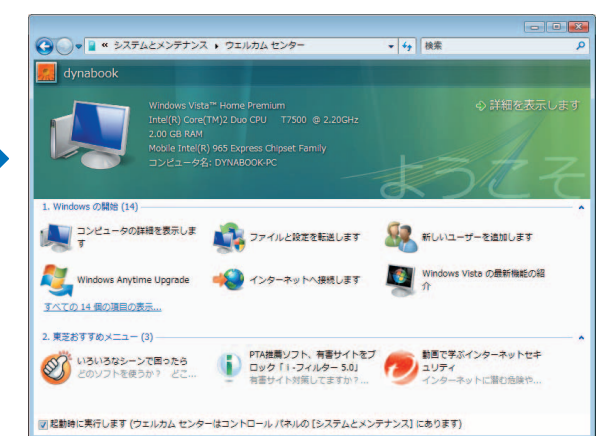 « システムとメンテナンス ▸ ウェルカム センター
検索
dynabook
Windows Vista™ Home Premium
詳細を表示します
Intel(R) Core(TM)2 Duo CPU T7500 @ 2.20GHz
2.00 GB RAM
Mobile Intel(R) 965 Express Chipset Family
コンピュータ名: DYNABOOK-PC
ようこそ
1. Windows の開始 (14)
コンピュータの詳細を表示しま
す
ファイルと設定を転送します
新しいユーザーを追加します
Windows Anytime Upgrade
インターネットへ接続します
Windows Vista の最新機能の紹
介
すべての 14 個の項目の表示...
2. 東芝おすすめメニュー (3)
いろいろなシーンで困ったら
どのソフトを使うか？ どこ...
PTA推薦ソフト、有害サイトをブ
ロック「i -フィルター 5.0」
有害サイト対策してますか？...
動画で学ぶインターネットセキ
ュリティ
インターネットに潜む危険や...
起動時に実行します (ウェルカム センターはコントロール パネルの [システムとメンテナンス] にあります)